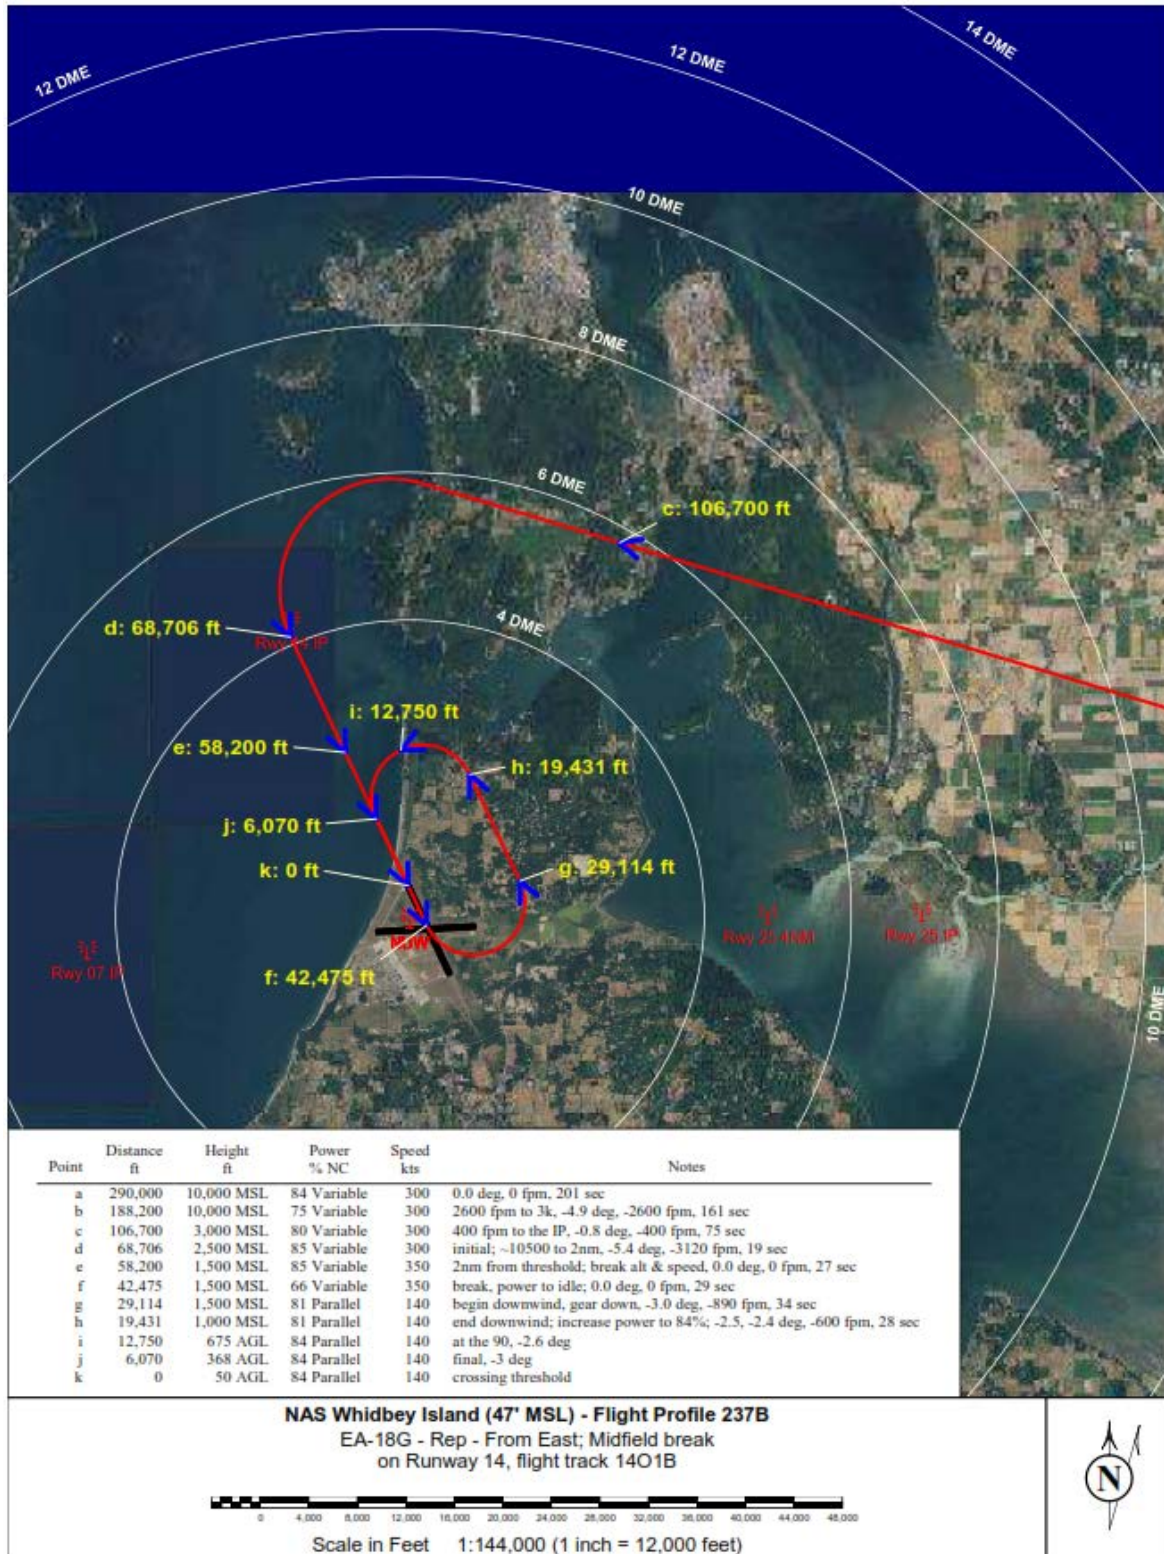 14 DME
12 DME
12 DME
10 DME
8 DME
6 DME
c: 106,700 ft
4 DME
d: 68,706 ft
i: 12,750 ft
e: 58,200 ft
h: 19,431 ft
j: 6,070 ft
k: 0 ft
g: 29,114 ft
Rwy 25 IP
Rwy 07 IP
f: 42,475 ft
10 DME
Point Distance ft Height ft Power % NC Speed kts Notes
a 290,000 10,000 MSL 84 Variable 300 0.0 deg, 0 fpm, 201 sec
b 188,200 10,000 MSL 75 Variable 300 2600 fpm to 3k, -4.9 deg, -2600 fpm, 161 sec
c 106,700 3,000 MSL 80 Variable 300 400 fpm to the IP, -0.8 deg, -400 fpm, 75 sec
d 68,706 2,500 MSL 85 Variable 300 initial; ~10500 to 2nm, -5.4 deg, -3120 fpm, 19 sec
e 58,200 1,500 MSL 85 Variable 350 2nm from threshold; break alt & speed, 0.0 deg, 0 fpm, 27 sec
f 42,475 1,500 MSL 66 Variable 350 break, power to idle; 0.0 deg, 0 fpm, 29 sec
g 29,114 1,500 MSL 81 Parallel 140 begin downwind, gear down, -3.0 deg, -890 fpm, 34 sec
h 19,431 1,000 MSL 81 Parallel 140 end downwind; increase power to 84%; -2.5, -2.4 deg, -600 fpm, 28 sec
i 12,750 675 AGL 84 Parallel 140 at the 90, -2.6 deg
j 6,070 368 AGL 84 Parallel 140 final, -3 deg
k 0 50 AGL 84 Parallel 140 crossing threshold
NAS Whidbey Island (47' MSL) - Flight Profile 237B
EA-18G - Rep - From East; Midfield break
on Runway 14, flight track 14O1B
N
0 4,000 8,000 12,000 16,000 20,000 24,000 28,000 32,000 36,000 40,000 44,000 48,000
Scale in Feet 1:144,000 (1 inch = 12,000 feet)